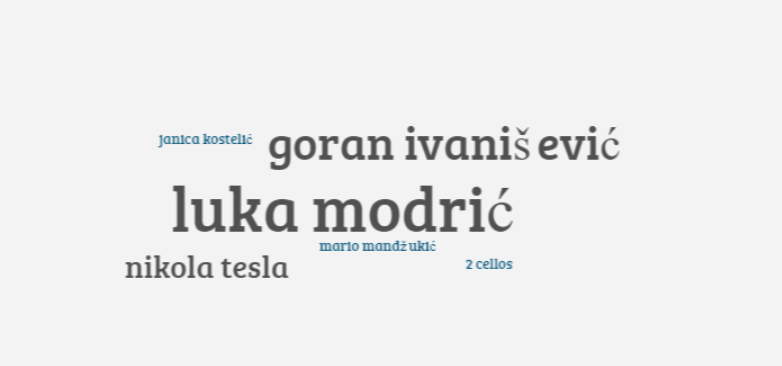 janica kostelić
goran ivanišević
luka modrić
mario mandžukić
nikola tesla
2 cellos